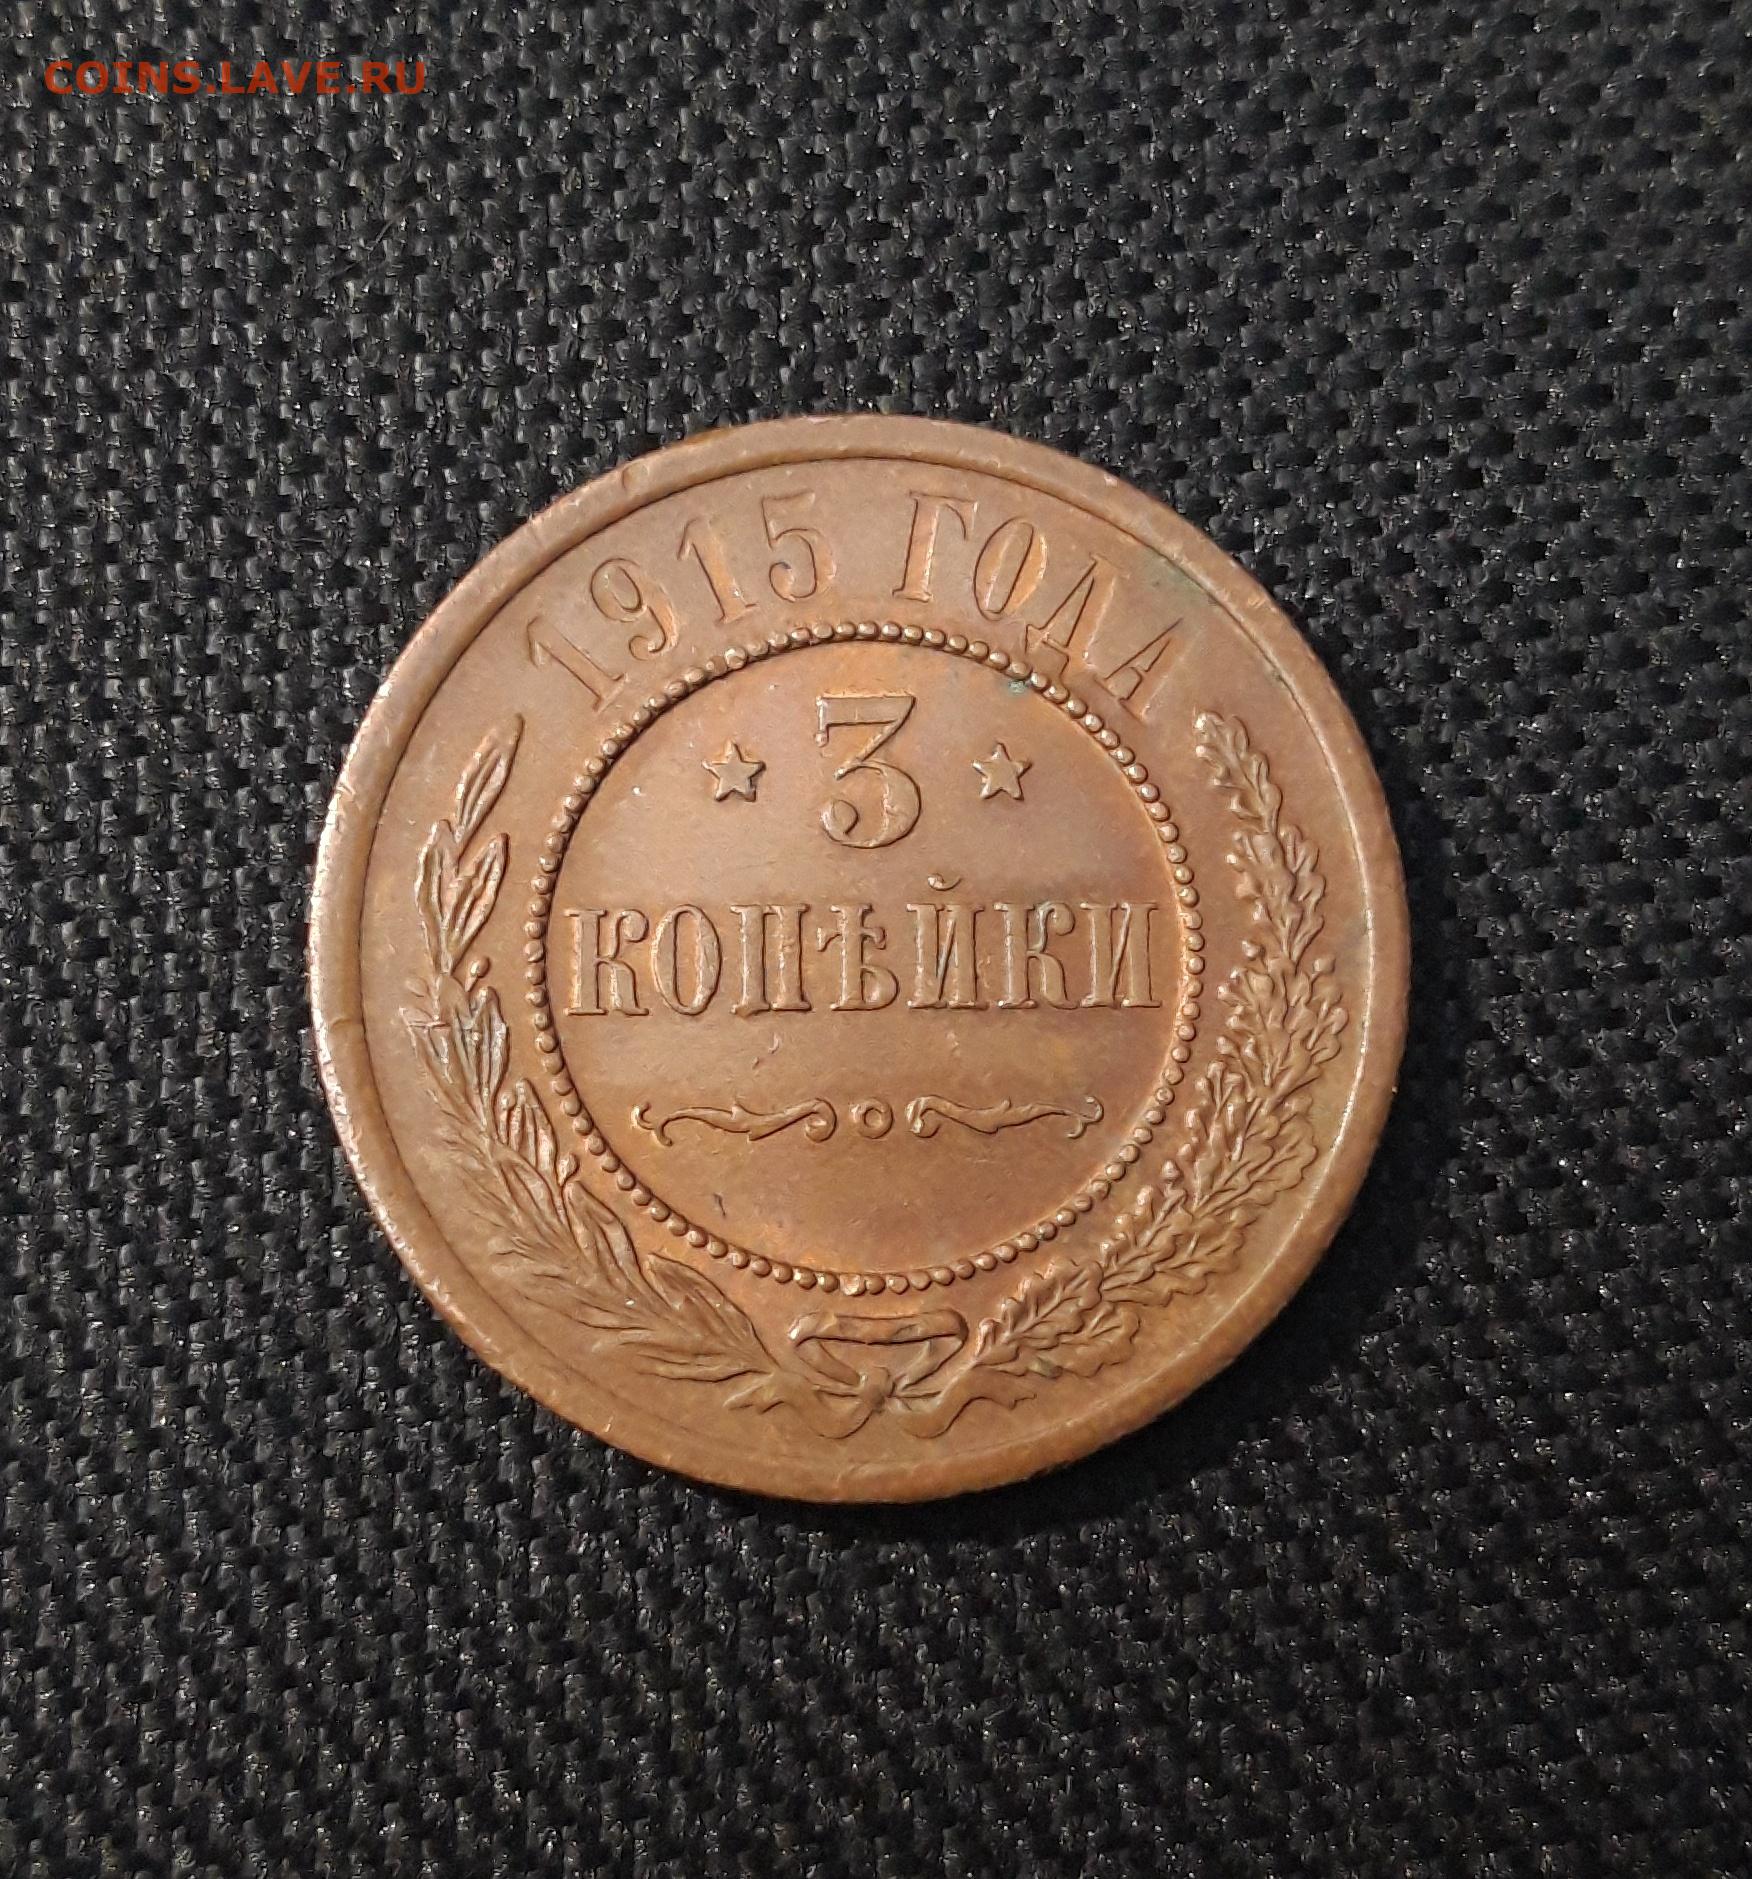 COINS.LAVE.RU
1915 ГОДА
3
КОПѢЙКИ